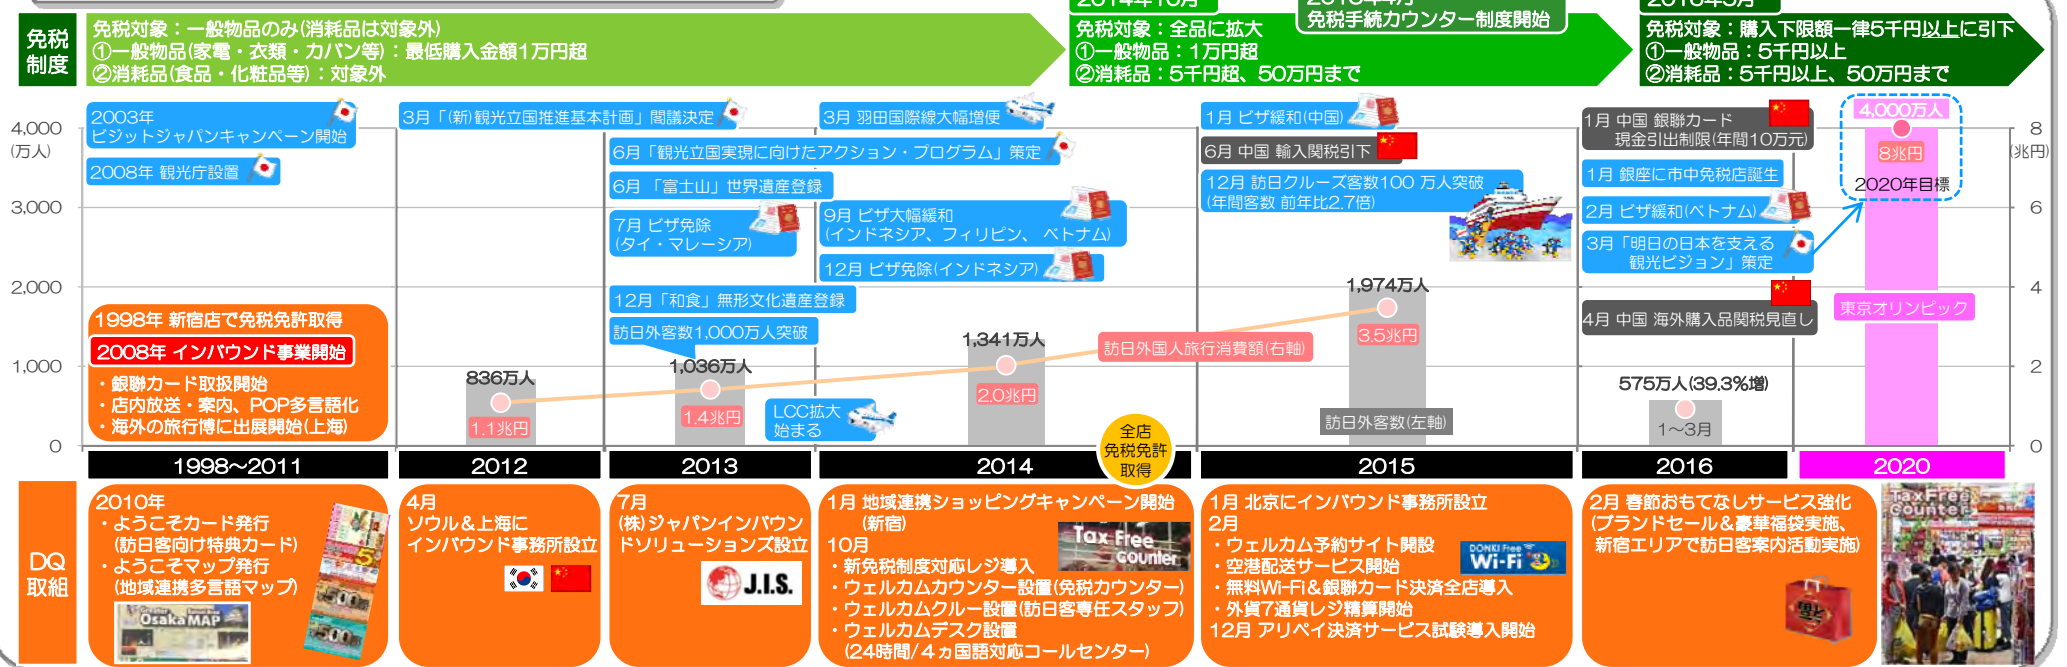 2014年10月
2015年4月
免税手続カウンター制度開始
2016年5月
免税
制度
免税対象：一般物品のみ(消耗品は対象外)
①一般物品(家電・衣類・カバン等)：最低購入金額1万円超
②消耗品(食品・化粧品等)：対象外
免税対象：全品に拡大
①一般物品：1万円超
②消耗品：5千円超、50万円まで
免税対象：購入下限額一律5千円以上に引下
①一般物品：5千円以上
②消耗品：5千円以上、50万円まで
4,000
(万人)
3,000
2,000
1,000
0
2003年
ビジットジャパンキャンペーン開始
2008年 観光庁設置
1998年 新宿店で免税免許取得
2008年 インバウンド事業開始
・銀聯カード取扱開始
・店内放送・案内、POP多言語化
・海外の旅行博に出展開始(上海)
3月「(新)観光立国推進基本計画」閣議決定
836万人
1.1兆円
6月「観光立国実現に向けたアクション・プログラム」策定
6月 「富士山」世界遺産登録
7月 ビザ免除
(タイ・マレーシア)
12月「和食」無形文化遺産登録
訪日外客数1,000万人突破
1,036万人
1.4兆円
LCC拡大
始まる
3月 羽田国際線大幅増便
9月 ビザ大幅緩和
(インドネシア、フィリピン、ベトナム)
12月 ビザ免除(インドネシア)
1,341万人
2.0兆円
訪日外国人旅行消費額(右軸)
全店
免税免許
取得
1月 ビザ緩和(中国)
6月 中国 輸入関税引下
12月 訪日クルーズ客数100 万人突破
(年間客数 前年比2.7倍)
1,974万人
3.5兆円
訪日外客数(左軸)
1月 中国 銀聯カード
現金引出制限(年間10万元)
1月 銀座に市中免税店誕生
2月 ビザ緩和(ベトナム)
3月「明日の日本を支える
観光ビジョン」策定
4月 中国 海外購入品関税見直し
575万人(39.3%増)
1〜3月
4,000万人
8兆円
2020年目標
東京オリンピック
8
(兆円)
6
4
2
0
1998〜2011
2012
2013
2014
2015
2016
2020
DQ
取組
2010年
・ようこそカード発行
(訪日客向け特典カード)
・ようこそマップ発行
(地域連携多言語マップ)
Greater
Osaka MAP
500
500
4月
ソウル＆上海に
インバウンド事務所設立
7月
(株)ジャパンインバウン
ドソリューションズ設立
J.I.S.
1月 地域連携ショッピングキャンペーン開始
(新宿)
10月
・新免税制度対応レジ導入
・ウェルカムカウンター設置(免税カウンター)
・ウェルカムクルー設置(訪日客専任スタッフ)
・ウェルカムデスク設置
(24時間/4ヵ国語対応コールセンター)
Tax Free
Counter
1月 北京にインバウンド事務所設立
2月
・ウェルカム予約サイト開設
・空港配送サービス開始
・無料Wi-Fi＆銀聯カード決済全店導入
・外貨7通貨レジ精算開始
12月 アリペイ決済サービス試験導入開始
DONKI Free
Wi-Fi
2月 春節おもてなしサービス強化
(ブランドセール＆豪華福袋実施、
新宿エリアで訪日客案内活動実施)
Tax Free
Counter